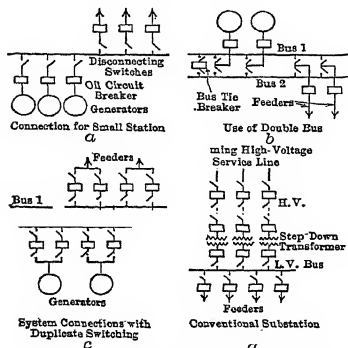 Disconnecting
Switches
Oil Circuit
Breaker
Generators
Connection for Small Station
a
Bus 1
Bus 2
Bus Tie
Breaker
Feeders
Use of Double Bus
b
Feeders
Bus 1
Generators
System Connections with
Duplicate Switching
c
ming High-Voltage
Service Line
H.V.
Step-Down
Transformer
L.V. Bus
Feeders
Conventional Substation